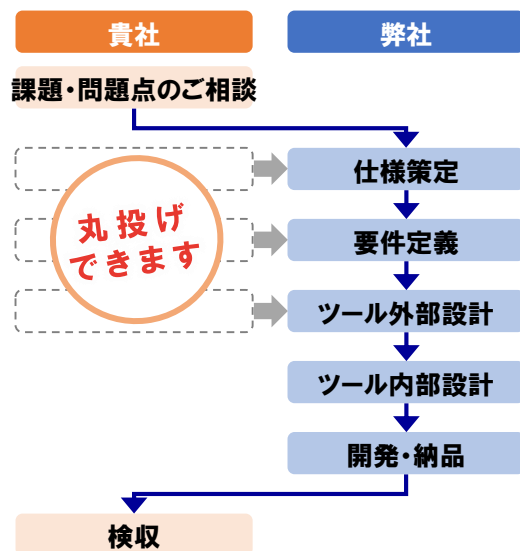 貴社
弊社
課題・問題点のご相談
仕様策定
丸投げ
できます
要件定義
ツール外部設計
ツール内部設計
開発・納品
検収